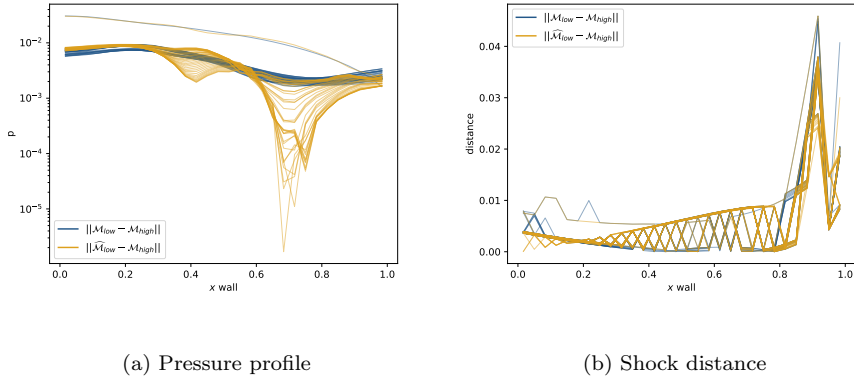 ||M_low − M_high||
||M̂_low − M_high||
10⁻²
10⁻³
10⁻⁴
10⁻⁵
p
0.0 0.2 0.4 0.6 0.8 1.0
x wall
||M_low − M_high||
||M̂_low − M_high||
0.04
0.03
0.02
0.01
0.00
distance
0.0 0.2 0.4 0.6 0.8 1.0
x wall
(a) Pressure profile
(b) Shock distance